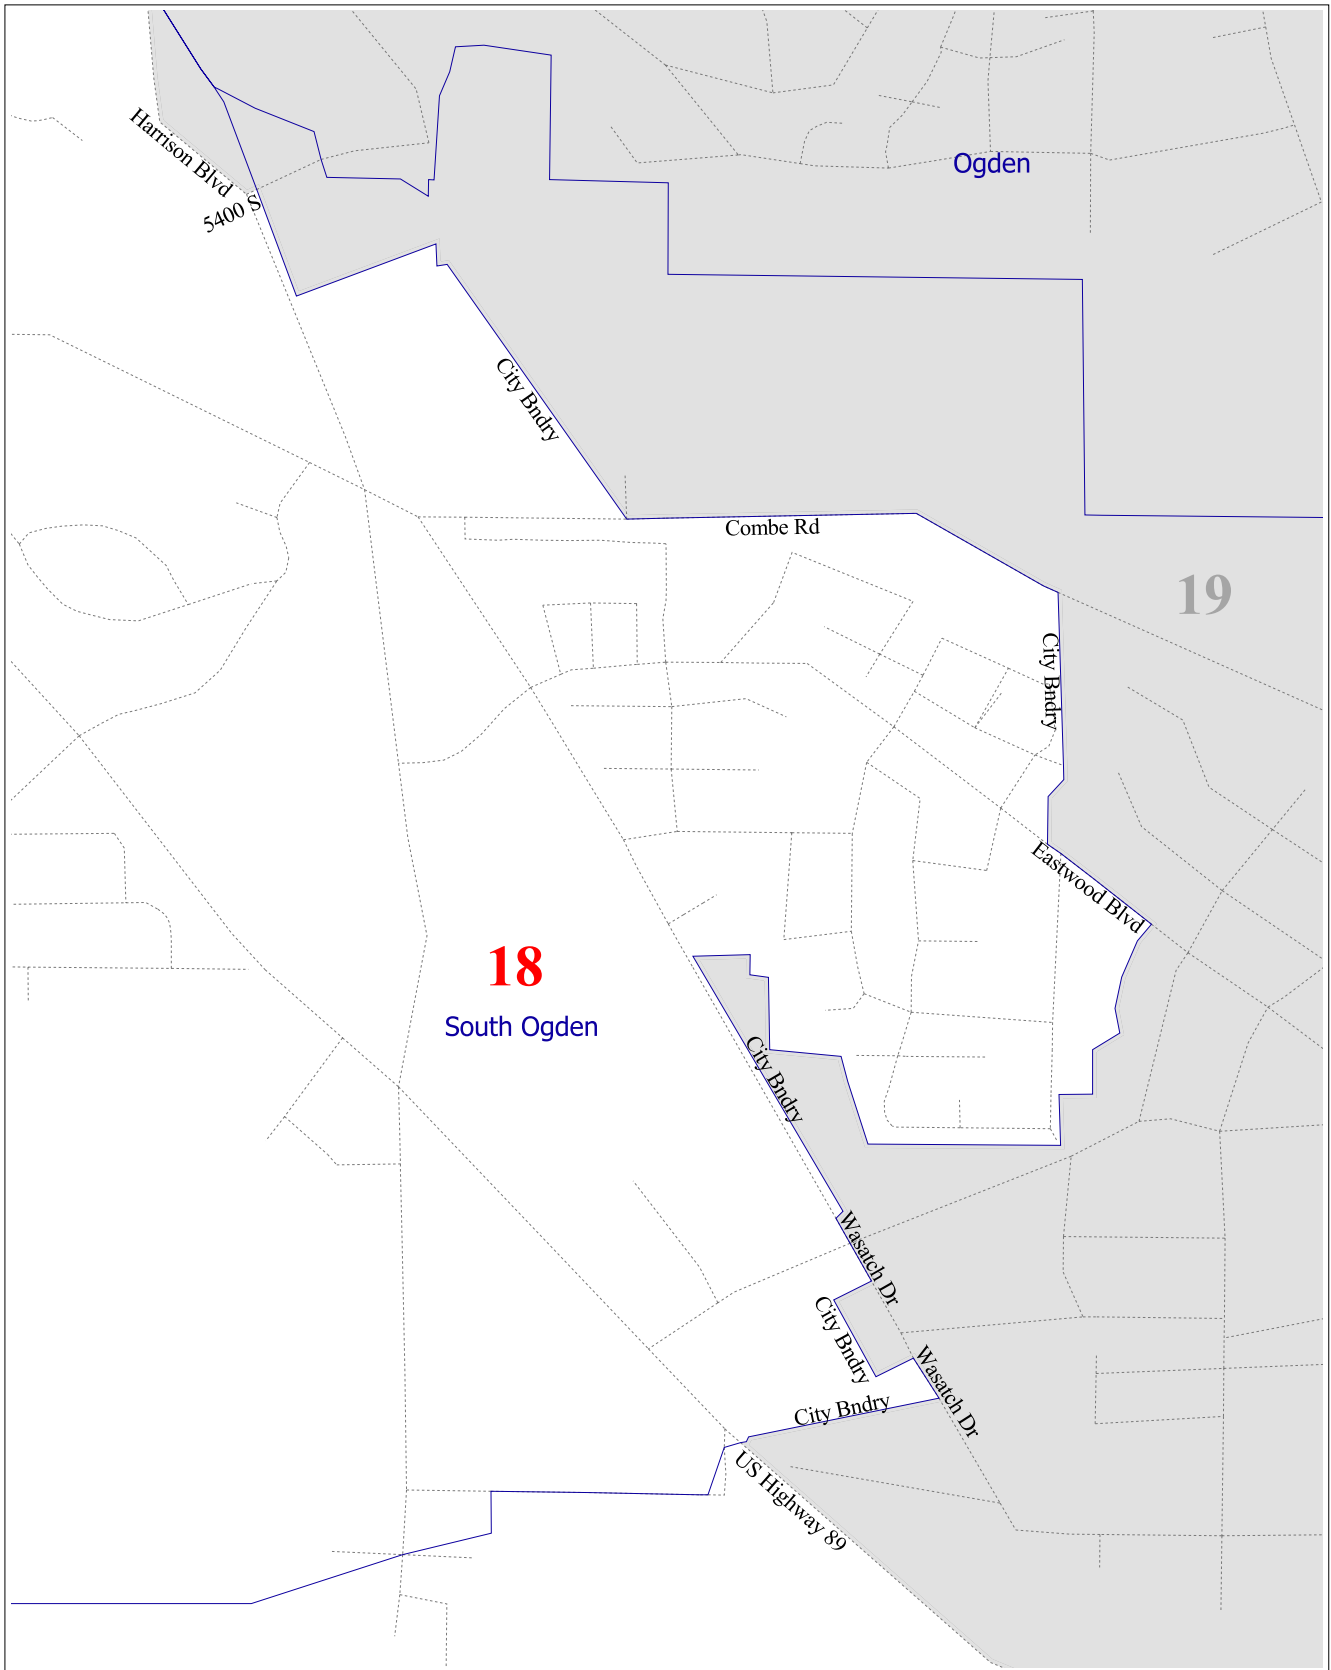 Harrison Blvd
5400 S
Ogden
City Bndry
Combe Rd
19
City Bndry
Eastwood Blvd
18
South Ogden
City Bndry
Wasatch Dr
City Bndry
Wasatch Dr
City Bndry
US Highway 89